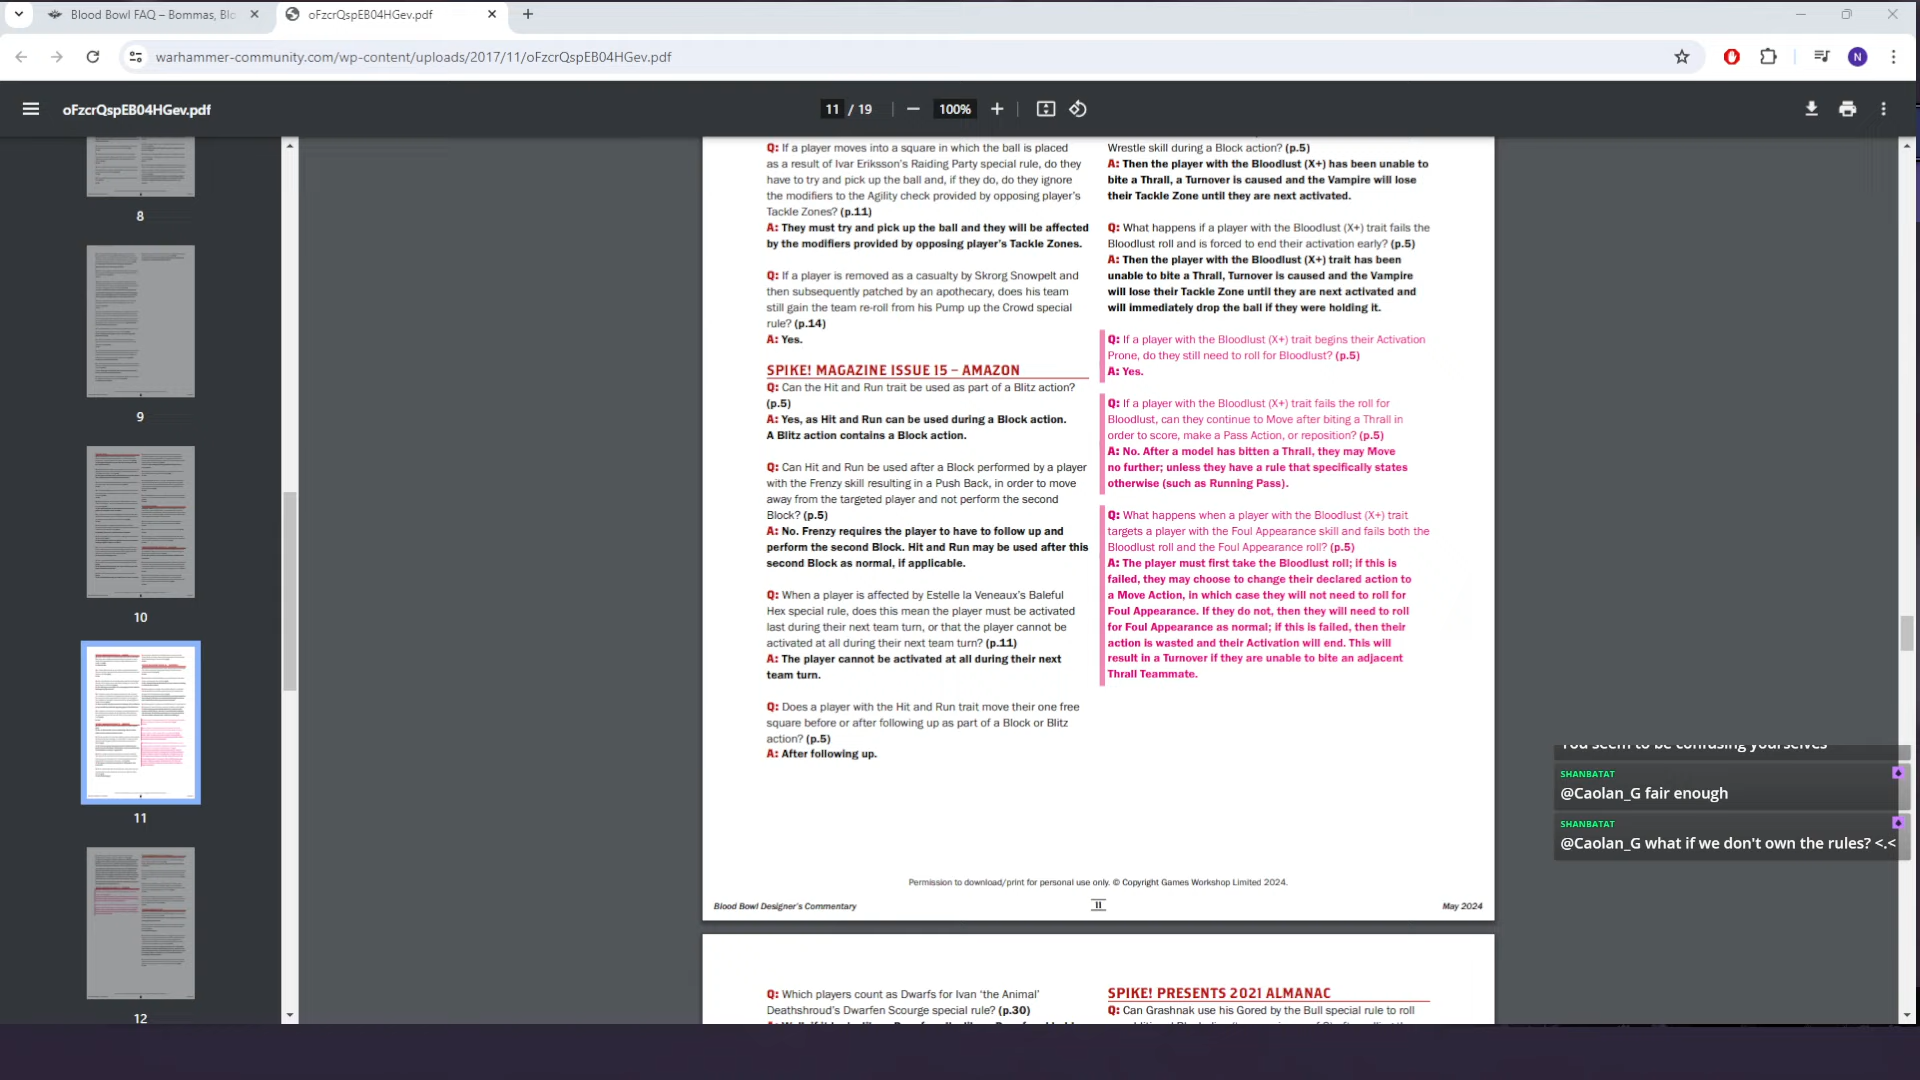 Blood Bowl FAQ – Bommas, Blo
oFzcrQspEB04HGev.pdf
warhammer-community.com/wp-content/uploads/2017/11/oFzcrQspEB04HGev.pdf
N
oFzcrQspEB04HGev.pdf
11 / 19
100%
8
9
10
11
12
Q: If a player moves into a square in which the ball is placed
as a result of Ivar Eriksson's Raiding Party special rule, do they
have to try and pick up the ball and, if they do, do they ignore
the modifiers to the Agility check provided by opposing player's
Tackle Zones? (p.11)
A: They must try and pick up the ball and they will be affected
by the modifiers provided by opposing player's Tackle Zones.
Q: If a player is removed as a casualty by Skrorg Snowpelt and
then subsequently patched by an apothecary, does his team
still gain the team re-roll from his Pump up the Crowd special
rule? (p.14)
A: Yes.
SPIKE! MAGAZINE ISSUE 15 – AMAZON
Q: Can the Hit and Run trait be used as part of a Blitz action?
(p.5)
A: Yes, as Hit and Run can be used during a Block action.
A Blitz action contains a Block action.
Q: Can Hit and Run be used after a Block performed by a player
with the Frenzy skill resulting in a Push Back, in order to move
away from the targeted player and not perform the second
Block? (p.5)
A: No. Frenzy requires the player to have to follow up and
perform the second Block. Hit and Run may be used after this
second Block as normal, if applicable.
Q: When a player is affected by Estelle la Veneaux's Baleful
Hex special rule, does this mean the player must be activated
last during their next team turn, or that the player cannot be
activated at all during their next team turn? (p.11)
A: The player cannot be activated at all during their next
team turn.
Q: Does a player with the Hit and Run trait move their one free
square before or after following up as part of a Block or Blitz
action? (p.5)
A: After following up.
Wrestle skill during a Block action? (p.5)
A: Then the player with the Bloodlust (X+) has been unable to
bite a Thrall, a Turnover is caused and the Vampire will lose
their Tackle Zone until they are next activated.
Q: What happens if a player with the Bloodlust (X+) trait fails the
Bloodlust roll and is forced to end their activation early? (p.5)
A: Then the player with the Bloodlust (X+) trait has been
unable to bite a Thrall, Turnover is caused and the Vampire
will lose their Tackle Zone until they are next activated and
will immediately drop the ball if they were holding it.
Q: If a player with the Bloodlust (X+) trait begins their Activation
Prone, do they still need to roll for Bloodlust? (p.5)
A: Yes.
Q: If a player with the Bloodlust (X+) trait fails the roll for
Bloodlust, can they continue to Move after biting a Thrall in
order to score, make a Pass Action, or reposition? (p.5)
A: No. After a model has bitten a Thrall, they may Move
no further; unless they have a rule that specifically states
otherwise (such as Running Pass).
Q: What happens when a player with the Bloodlust (X+) trait
targets a player with the Foul Appearance skill and fails both the
Bloodlust roll and the Foul Appearance roll? (p.5)
A: The player must first take the Bloodlust roll; if this is
failed, they may choose to change their declared action to
a Move Action, in which case they will not need to roll for
Foul Appearance. If they do not, then they will need to roll
for Foul Appearance as normal; if this is failed, then their
action is wasted and their Activation will end. This will
result in a Turnover if they are unable to bite an adjacent
Thrall Teammate.
Permission to download/print for personal use only. © Copyright Games Workshop Limited 2024.
Blood Bowl Designer's Commentary
11
May 2024
Q: Which players count as Dwarfs for Ivan 'the Animal'
Deathshroud's Dwarfen Scourge special rule? (p.30)
SPIKE! PRESENTS 2021 ALMANAC
Q: Can Grashnak use his Gored by the Bull special rule to roll
You seem to be confusing yourselves
SHANBATAT
@Caolan_G fair enough
SHANBATAT
@Caolan_G what if we don't own the rules? <.<